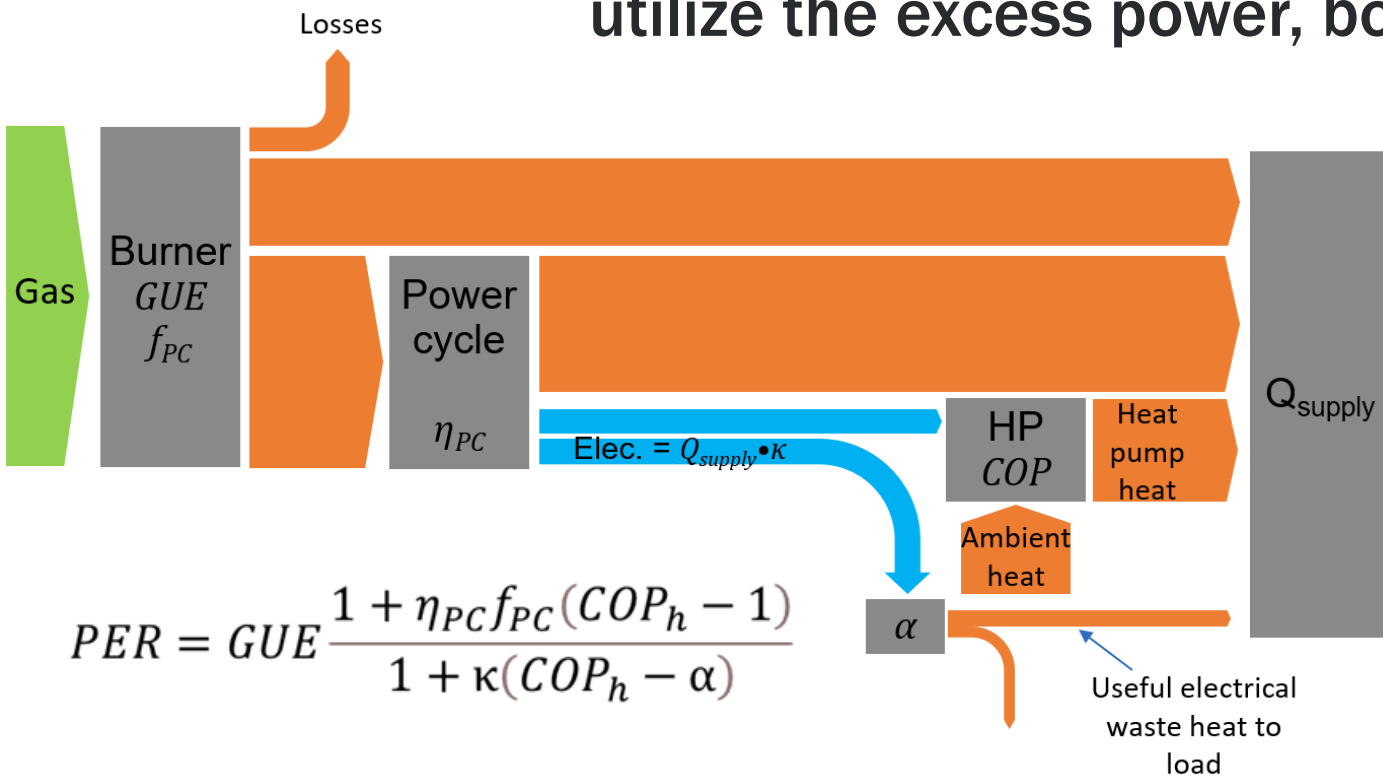 utilize the excess power, bo
Losses
Gas
Burner
GUE
f_PC
Power
cycle
η_PC
Elec. = Q_supply•κ
HP
COP
Heat
pump
heat
Ambient
heat
Q_supply
α
Useful electrical
waste heat to
load
PER = GUE (1 + η_PC f_PC (COP_h − 1)) / (1 + κ(COP_h − α))